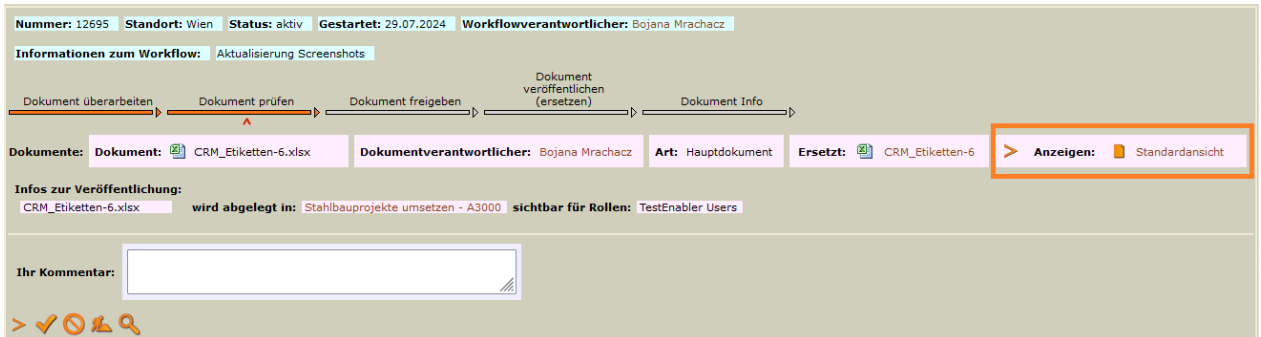 Nummer: 12695 Standort: Wien Status: aktiv Gestartet: 29.07.2024 Workflowverantwortlicher: Bojana Mrachacz
Informationen zum Workflow: Aktualisierung Screenshots
Dokument überarbeiten Dokument prüfen Dokument freigeben Dokument veröffentlichen (ersetzen) Dokument Info
Dokumente: Dokument: CRM_Etiketten-6.xlsx Dokumentverantwortlicher: Bojana Mrachacz Art: Hauptdokument Ersetzt: CRM_Etiketten-6 Anzeigen: Standardansicht
Infos zur Veröffentlichung:
CRM_Etiketten-6.xlsx wird abgelegt in: Stahlbauprojekte umsetzen - A3000 sichtbar für Rollen: TestEnabler Users
Ihr Kommentar: